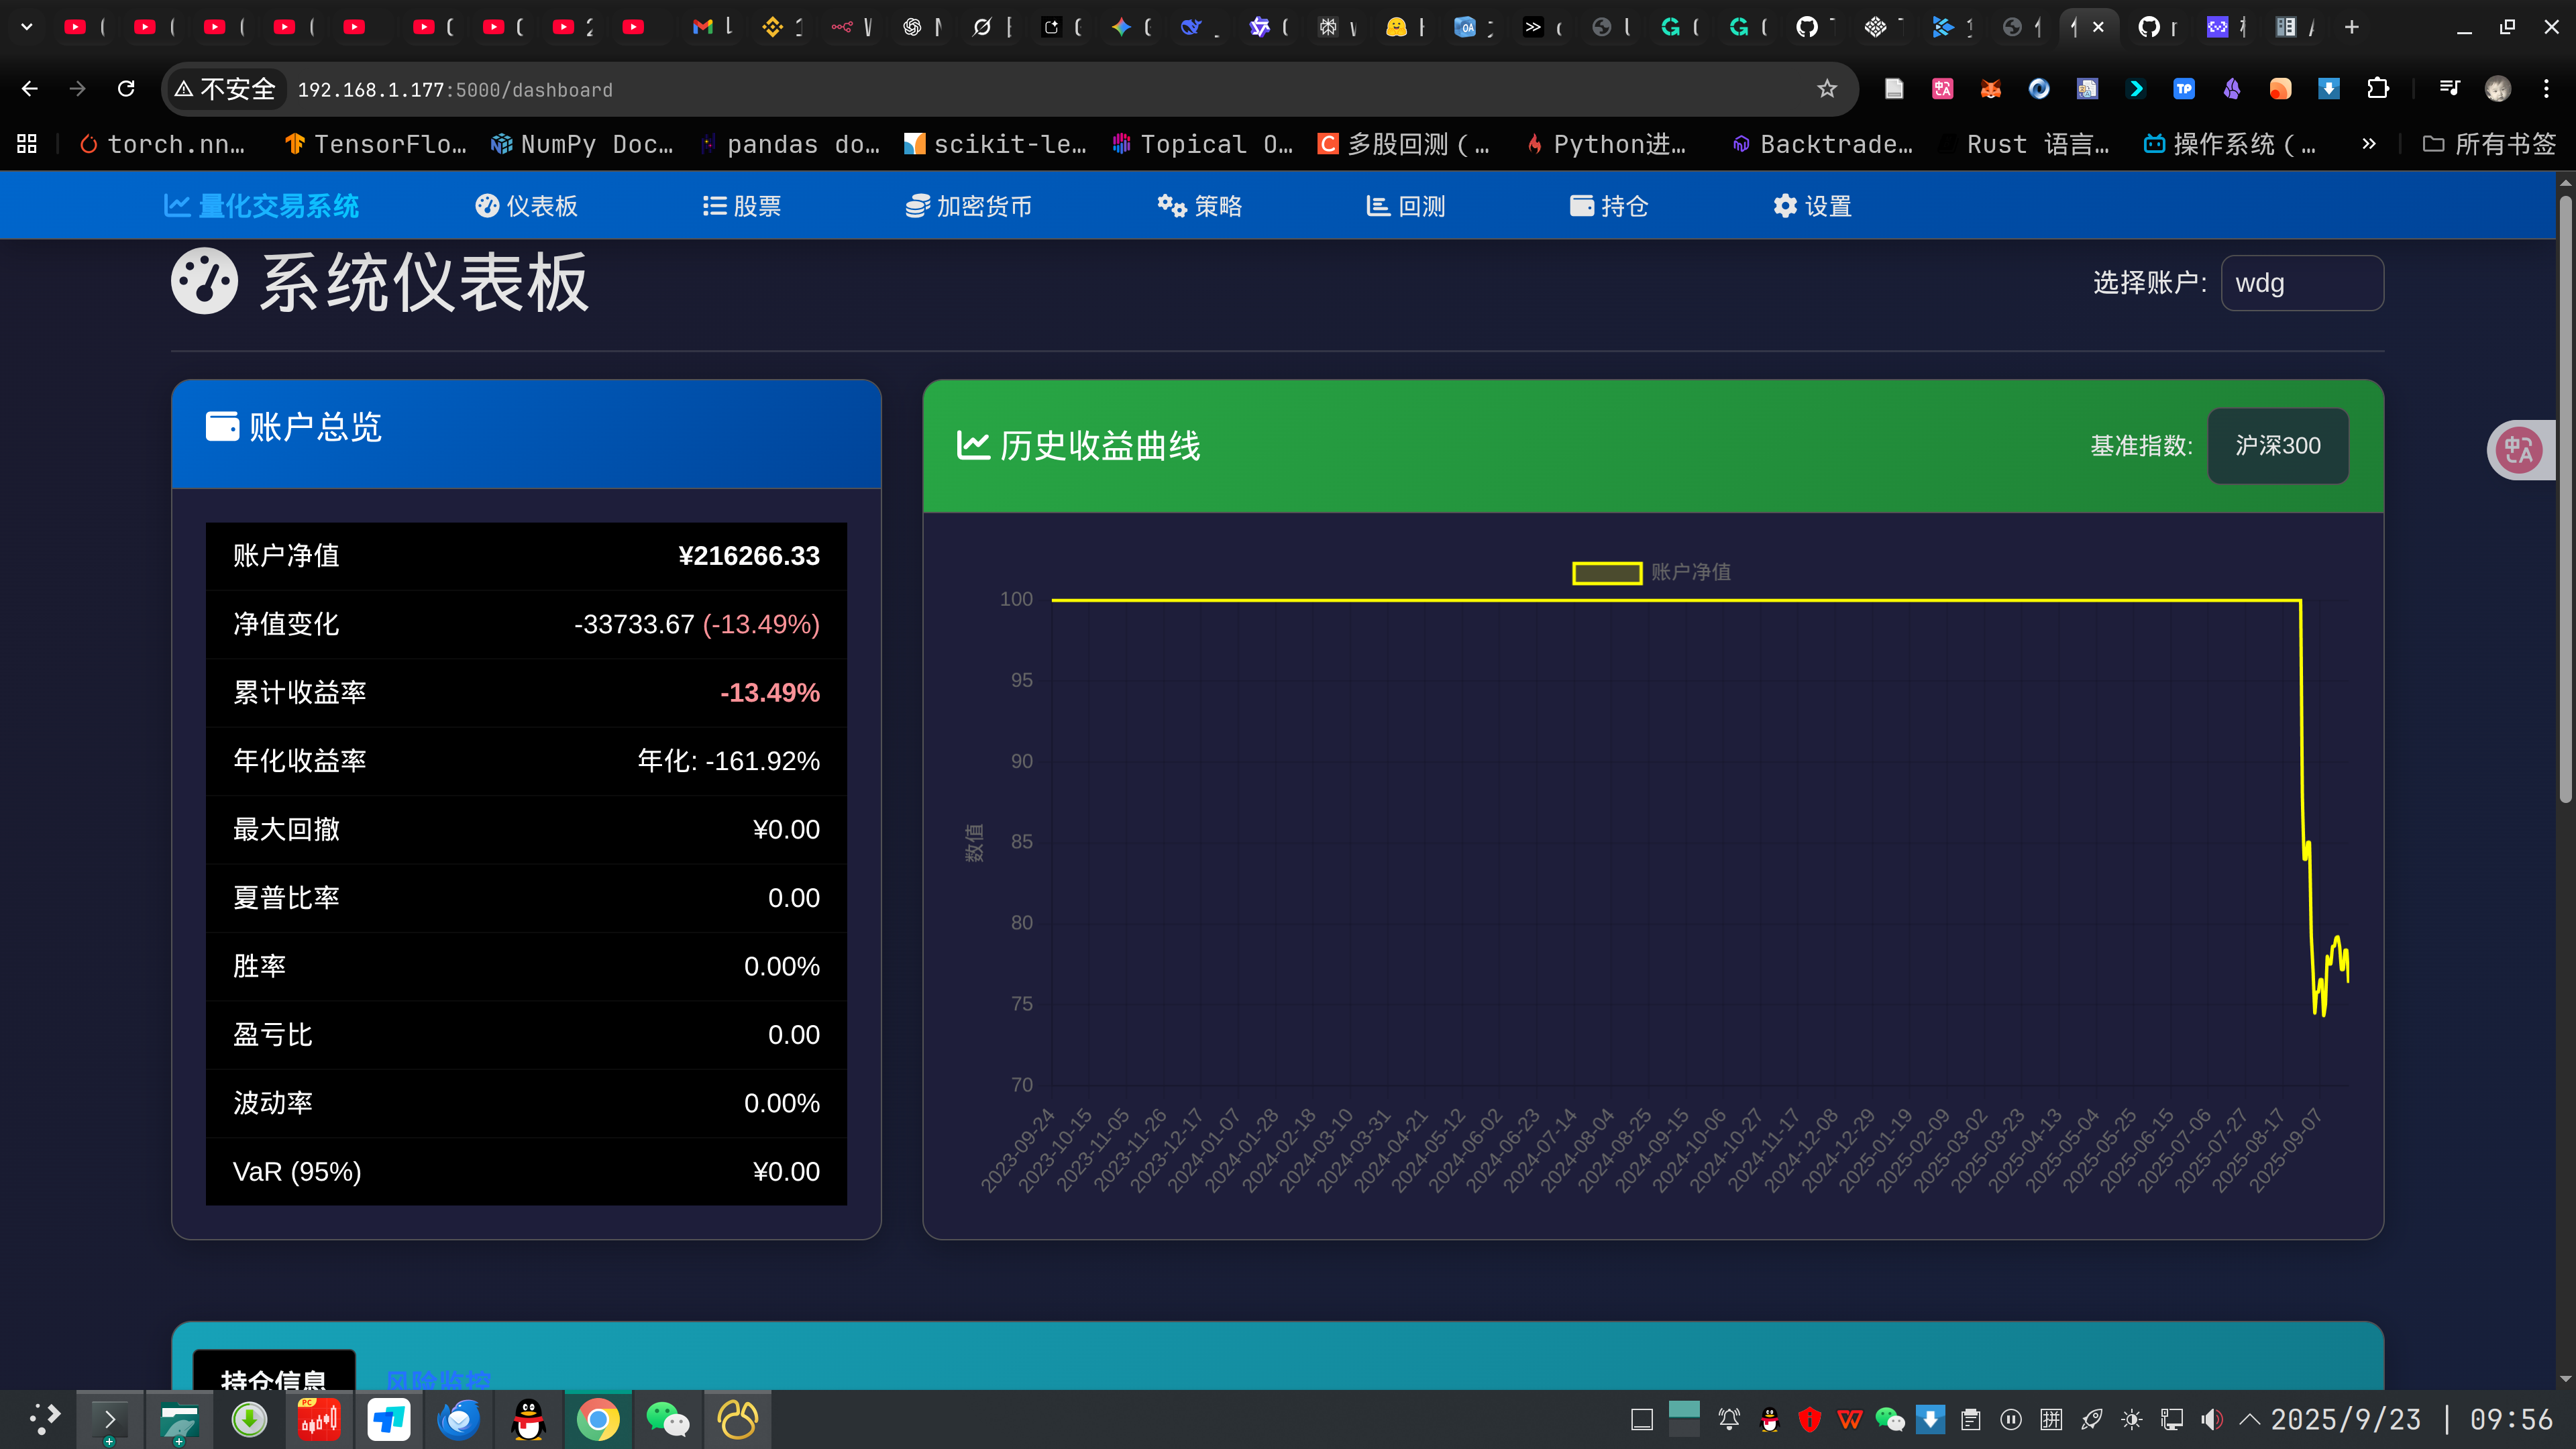 不安全 192.168.1.177:5000/dashboard
torch.nn… TensorFlo… NumPy Doc… pandas do… scikit-le… Topical O… 多股回测 (… Python进… Backtrade… Rust 语言… 操作系统 (… » 所有书签
量化交易系统 仪表板 股票 加密货币 策略 回测 持仓 设置
系统仪表板 选择账户: wdg
账户总览
账户净值 ¥216266.33
净值变化 -33733.67 (-13.49%)
累计收益率 -13.49%
年化收益率 年化: -161.92%
最大回撤 ¥0.00
夏普比率 0.00
胜率 0.00%
盈亏比 0.00
波动率 0.00%
VaR (95%) ¥0.00
历史收益曲线 基准指数: 沪深300
账户净值
数值
100
95
90
85
80
75
70
2023-09-24 2023-10-15 2023-11-05 2023-11-26 2023-12-17 2024-01-07 2024-01-28 2024-02-18 2024-03-10 2024-03-31 2024-04-21 2024-05-12 2024-06-02 2024-06-23 2024-07-14 2024-08-04 2024-08-25 2024-09-15 2024-10-06 2024-10-27 2024-11-17 2024-12-08 2024-12-29 2025-01-19 2025-02-09 2025-03-02 2025-03-23 2025-04-13 2025-05-04 2025-05-25 2025-06-15 2025-07-06 2025-07-27 2025-08-17 2025-09-07
持仓信息 风险监控
2025/9/23 | 09:56